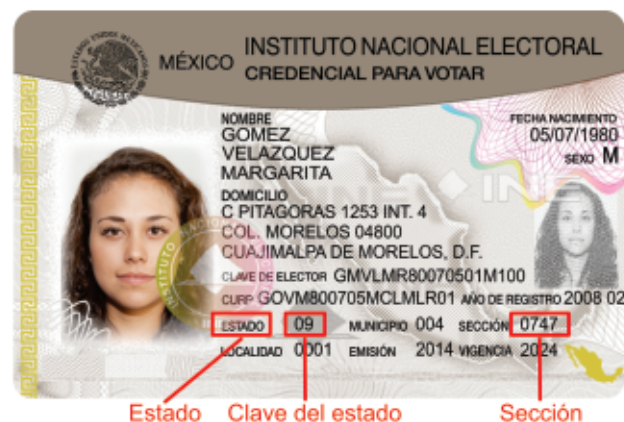 MÉXICO INSTITUTO NACIONAL ELECTORAL
CREDENCIAL PARA VOTAR
NOMBRE
GOMEZ
VELAZQUEZ
MARGARITA
FECHA NACIMIENTO
05/07/1980
SEXO M
DOMICILIO
C PITAGORAS 1253 INT. 4
COL. MORELOS 04800
CUAJIMALPA DE MORELOS, D.F.
CLAVE DE ELECTOR GMVLMR80070501M100
CURP GOVM800705MCLMLR01 AÑO DE REGISTRO 2008 02
ESTADO 09 MUNICIPIO 004 SECCIÓN 0747
LOCALIDAD 0001 EMISIÓN 2014 VIGENCIA 2024
Estado Clave del estado Sección